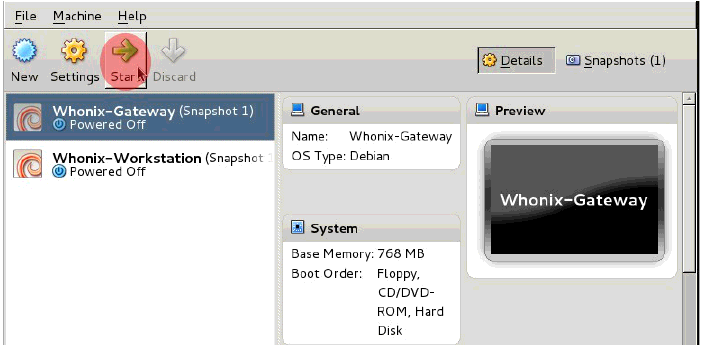 File Machine Help
New Settings Start Discard
Details Snapshots (1)
Whonix-Gateway (Snapshot 1)
Powered Off
Whonix-Workstation (Snapshot
Powered Off
General
Name: Whonix-Gateway
OS Type: Debian
System
Base Memory: 768 MB
Boot Order: Floppy,
CD/DVD-
ROM, Hard
Disk
Preview
Whonix-Gateway